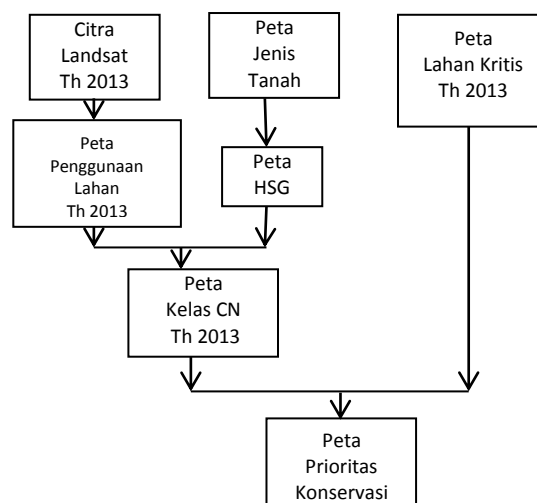 Citra
Landsat
Th 2013
Peta
Jenis
Tanah
Peta
Lahan Kritis
Th 2013
Peta
Penggunaan
Lahan
Th 2013
Peta
HSG
Peta
Kelas CN
Th 2013
Peta
Prioritas
Konservasi